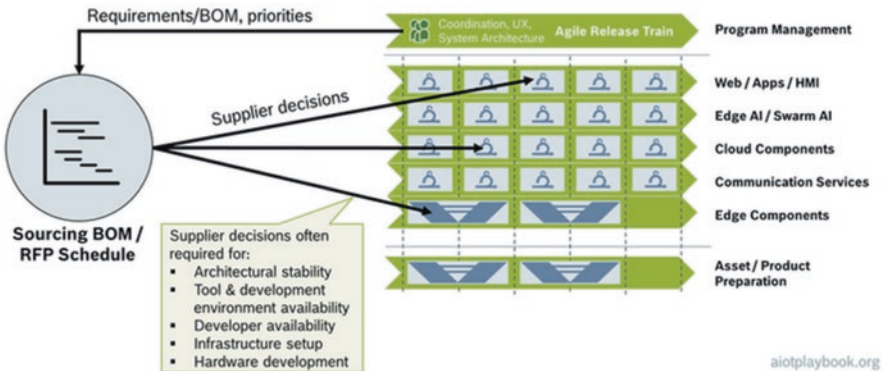 Requirements/BOM, priorities
Coordination, UX,
System Architecture
Agile Release Train
Program Management
Supplier decisions
Web / Apps / HMI
Edge AI / Swarm AI
Cloud Components
Communication Services
Edge Components
Asset / Product
Preparation
Sourcing BOM /
RFP Schedule
Supplier decisions often
required for:
▪ Architectural stability
▪ Tool & development
environment availability
▪ Developer availability
▪ Infrastructure setup
▪ Hardware development
aiotplaybook.org